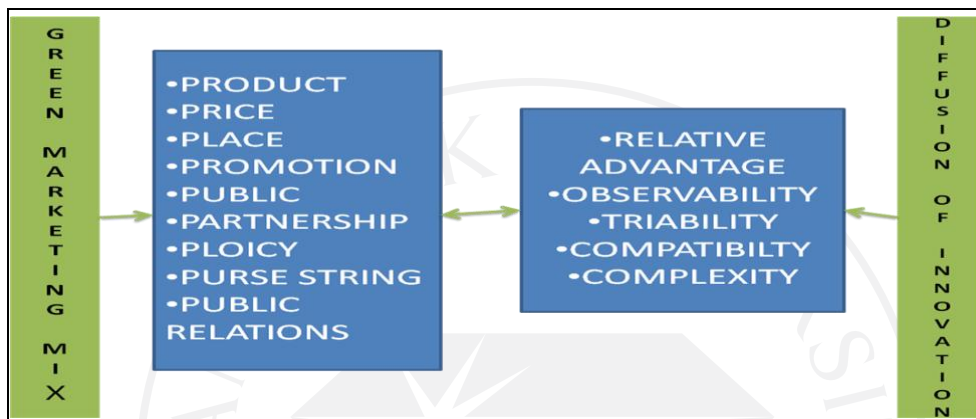 GREEN MARKETING MIX
•PRODUCT
•PRICE
•PLACE
•PROMOTION
•PUBLIC
•PARTNERSHIP
•PLOICY
•PURSE STRING
•PUBLIC
RELATIONS
•RELATIVE
ADVANTAGE
•OBSERVABILITY
•TRIABILITY
•COMPATIBILTY
•COMPLEXITY
DIFFUSION OF INNOVATION